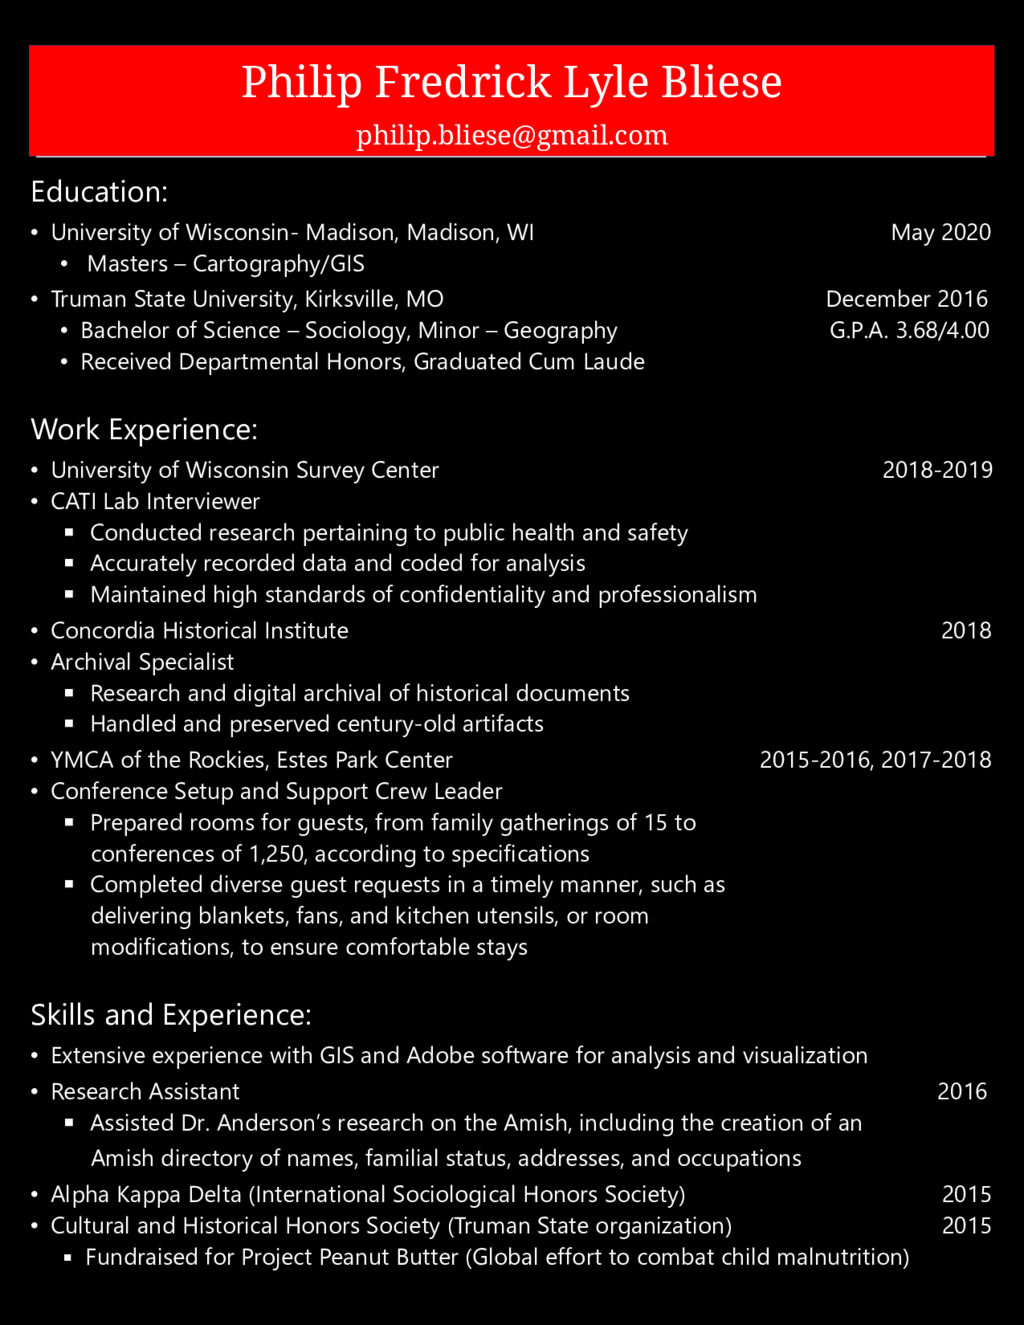 Philip Fredrick Lyle Bliese
philip.bliese@gmail.com
Education:
• University of Wisconsin- Madison, Madison, WI May 2020
• Masters – Cartography/GIS
• Truman State University, Kirksville, MO December 2016
• Bachelor of Science – Sociology, Minor – Geography G.P.A. 3.68/4.00
• Received Departmental Honors, Graduated Cum Laude
Work Experience:
• University of Wisconsin Survey Center 2018-2019
• CATI Lab Interviewer
▪ Conducted research pertaining to public health and safety
▪ Accurately recorded data and coded for analysis
▪ Maintained high standards of confidentiality and professionalism
• Concordia Historical Institute 2018
• Archival Specialist
▪ Research and digital archival of historical documents
▪ Handled and preserved century-old artifacts
• YMCA of the Rockies, Estes Park Center 2015-2016, 2017-2018
• Conference Setup and Support Crew Leader
▪ Prepared rooms for guests, from family gatherings of 15 to
conferences of 1,250, according to specifications
▪ Completed diverse guest requests in a timely manner, such as
delivering blankets, fans, and kitchen utensils, or room
modifications, to ensure comfortable stays
Skills and Experience:
• Extensive experience with GIS and Adobe software for analysis and visualization
• Research Assistant 2016
▪ Assisted Dr. Anderson’s research on the Amish, including the creation of an
Amish directory of names, familial status, addresses, and occupations
• Alpha Kappa Delta (International Sociological Honors Society) 2015
• Cultural and Historical Honors Society (Truman State organization) 2015
▪ Fundraised for Project Peanut Butter (Global effort to combat child malnutrition)